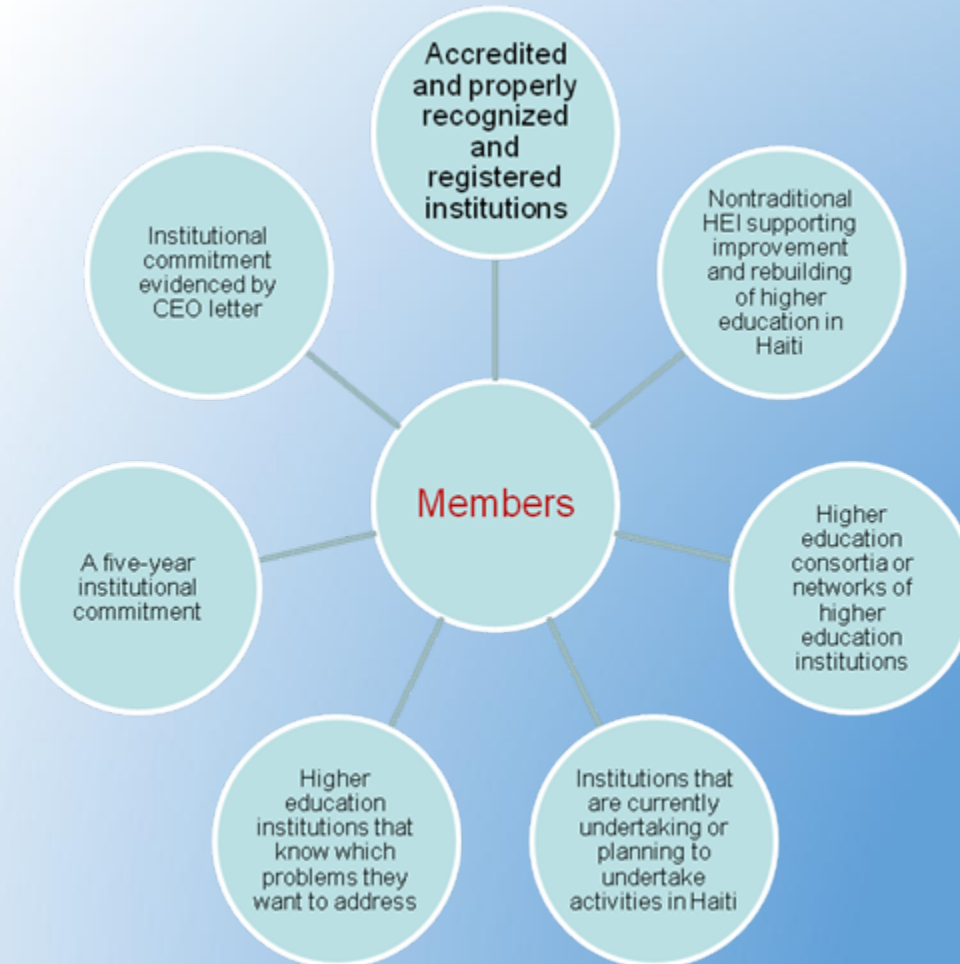 Accredited
and properly
recognized
and
registered
institutions
Nontraditional
HEI supporting
improvement
and rebuilding
of higher
education in
Haiti
Higher
education
consortia or
networks of
higher
education
institutions
Institutions that
are currently
undertaking or
planning to
undertake
activities in Haiti
Higher
education
institutions that
know which
problems they
want to address
A five-year
institutional
commitment
Institutional
commitment
evidenced by
CEO letter
Members